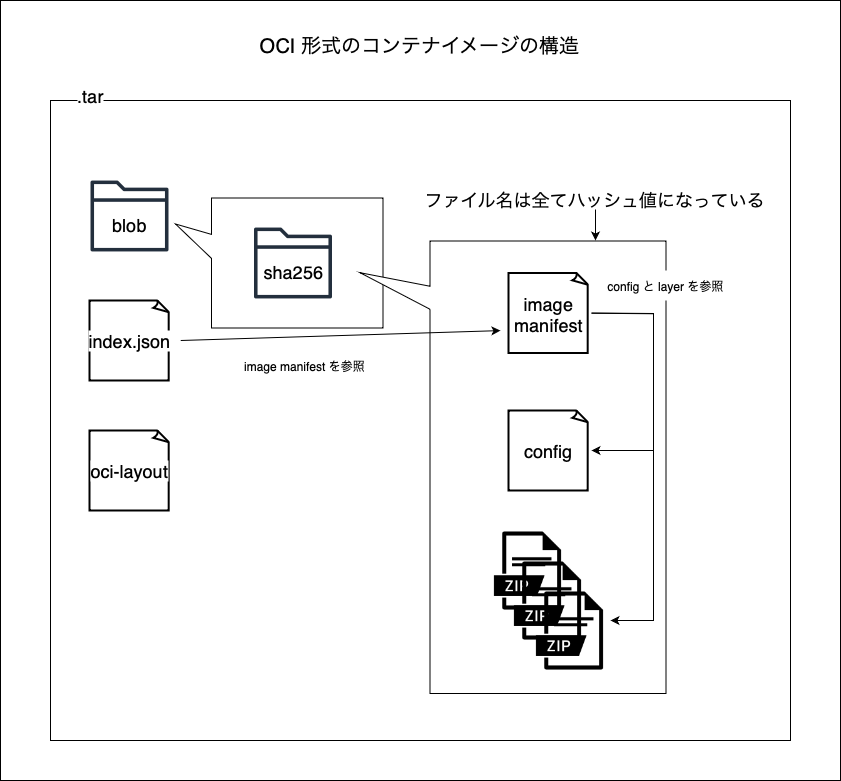 OCI 形式のコンテナイメージの構造
.tar
blob
sha256
ファイル名は全てハッシュ値になっている
image
manifest
config と layer を参照
index.json
image manifest を参照
config
oci-layout
ZIP
ZIP
ZIP